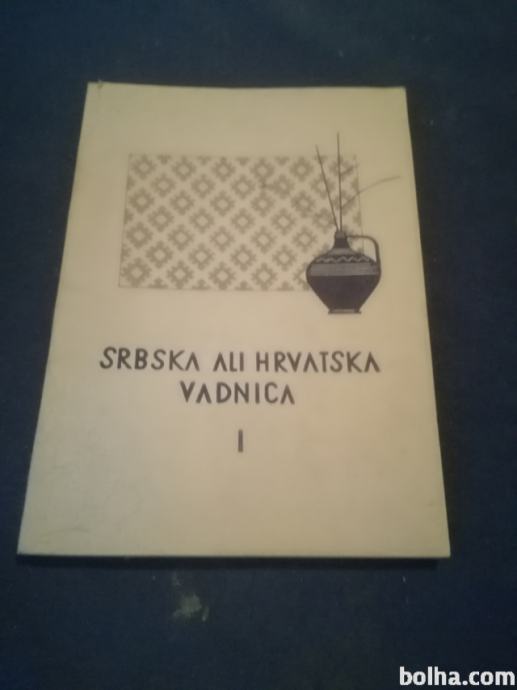 SRBSKA ALI HRVATSKA
VADNICA
I
bolha.com